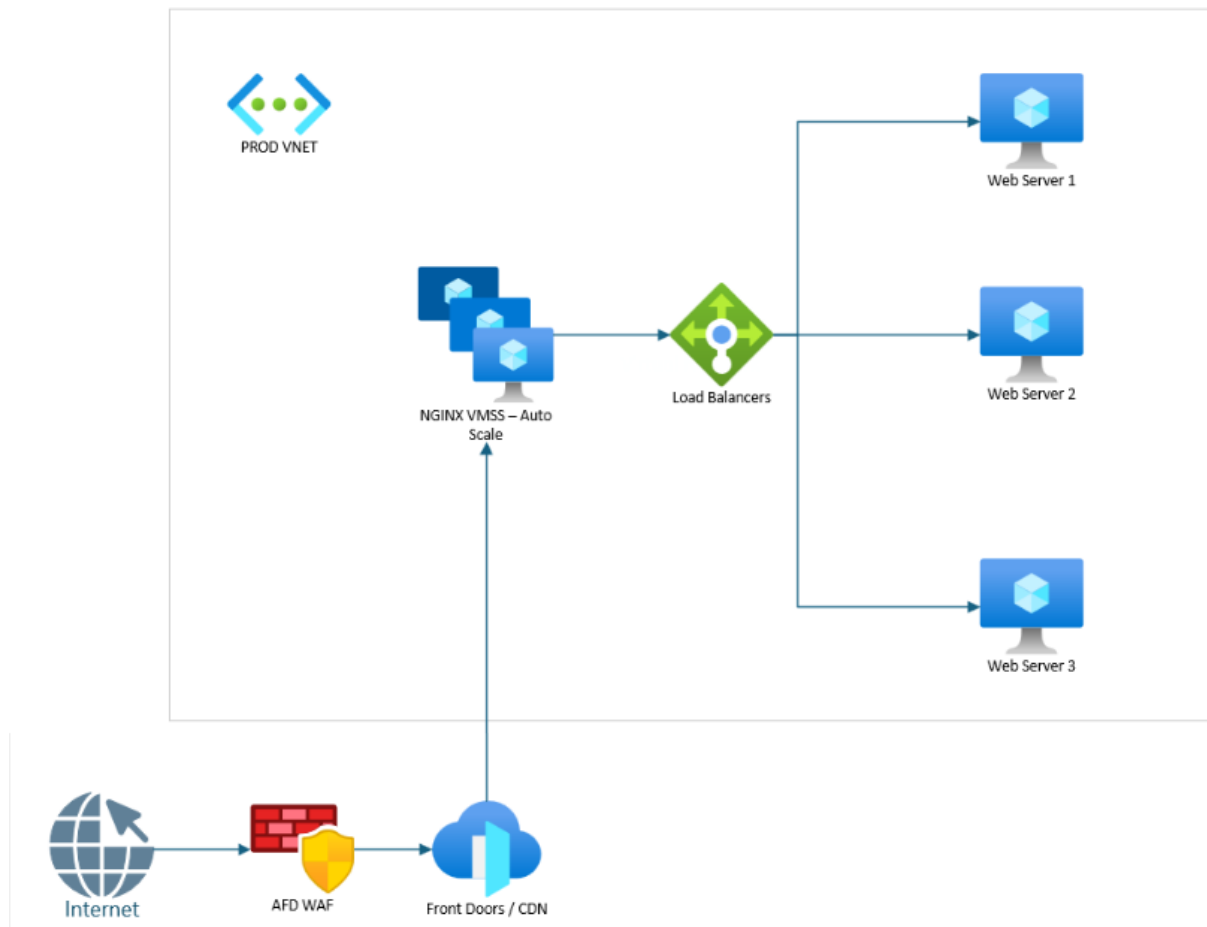 PROD VNET
Web Server 1
NGINX VMSS – Auto
Scale
Load Balancers
Web Server 2
Web Server 3
Internet
AFD WAF
Front Doors / CDN